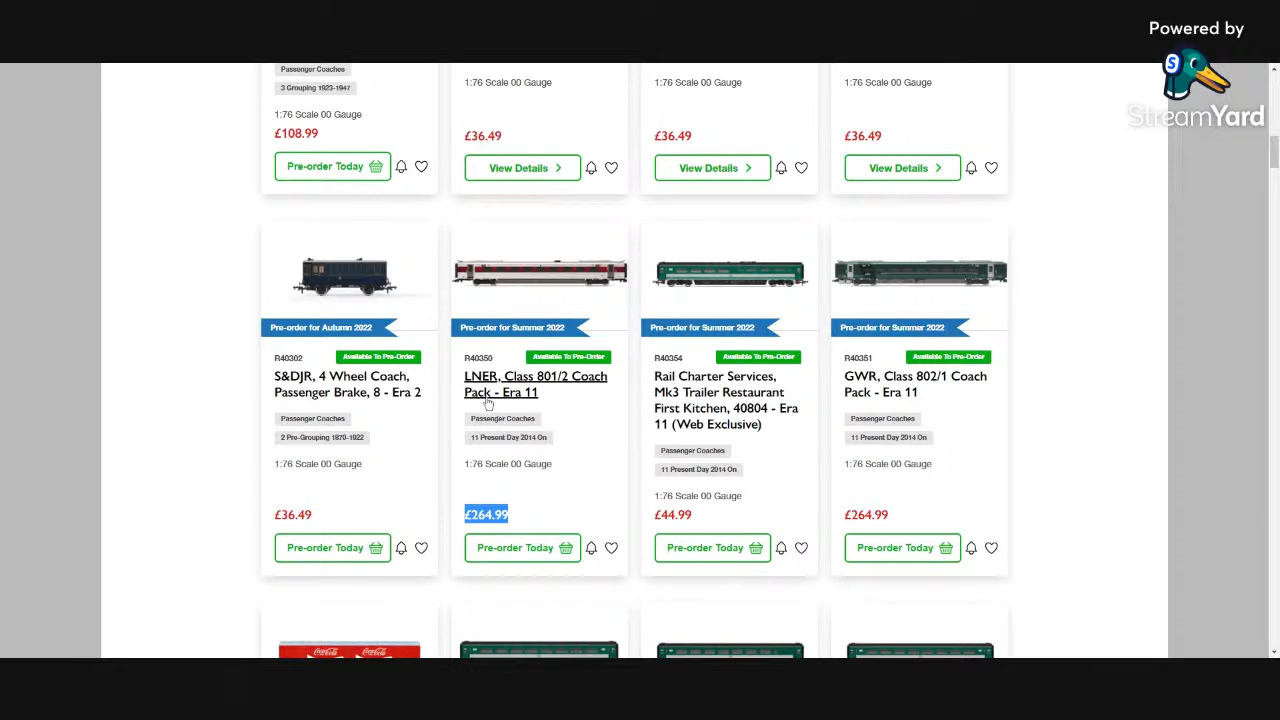 Powered by
StreamYard
Passenger Coaches
3 Grouping 1923-1947
1:76 Scale 00 Gauge
£108.99
Pre-order Today
1:76 Scale 00 Gauge
£36.49
View Details
1:76 Scale 00 Gauge
£36.49
View Details
1:76 Scale 00 Gauge
£36.49
View Details
Pre-order for Autumn 2022
R40302
Available To Pre-Order
S&DJR, 4 Wheel Coach,
Passenger Brake, 8 - Era 2
Passenger Coaches
2 Pre-Grouping 1870-1922
1:76 Scale 00 Gauge
£36.49
Pre-order Today
Pre-order for Summer 2022
R40350
Available To Pre-Order
LNER, Class 801/2 Coach
Pack - Era 11
Passenger Coaches
11 Present Day 2014 On
1:76 Scale 00 Gauge
£264.99
Pre-order Today
Pre-order for Summer 2022
R40354
Available To Pre-Order
Rail Charter Services,
Mk3 Trailer Restaurant
First Kitchen, 40804 - Era
11 (Web Exclusive)
Passenger Coaches
11 Present Day 2014 On
1:76 Scale 00 Gauge
£44.99
Pre-order Today
Pre-order for Summer 2022
R40351
Available To Pre-Order
GWR, Class 802/1 Coach
Pack - Era 11
Passenger Coaches
11 Present Day 2014 On
1:76 Scale 00 Gauge
£264.99
Pre-order Today
Coca-Cola Coca-Cola